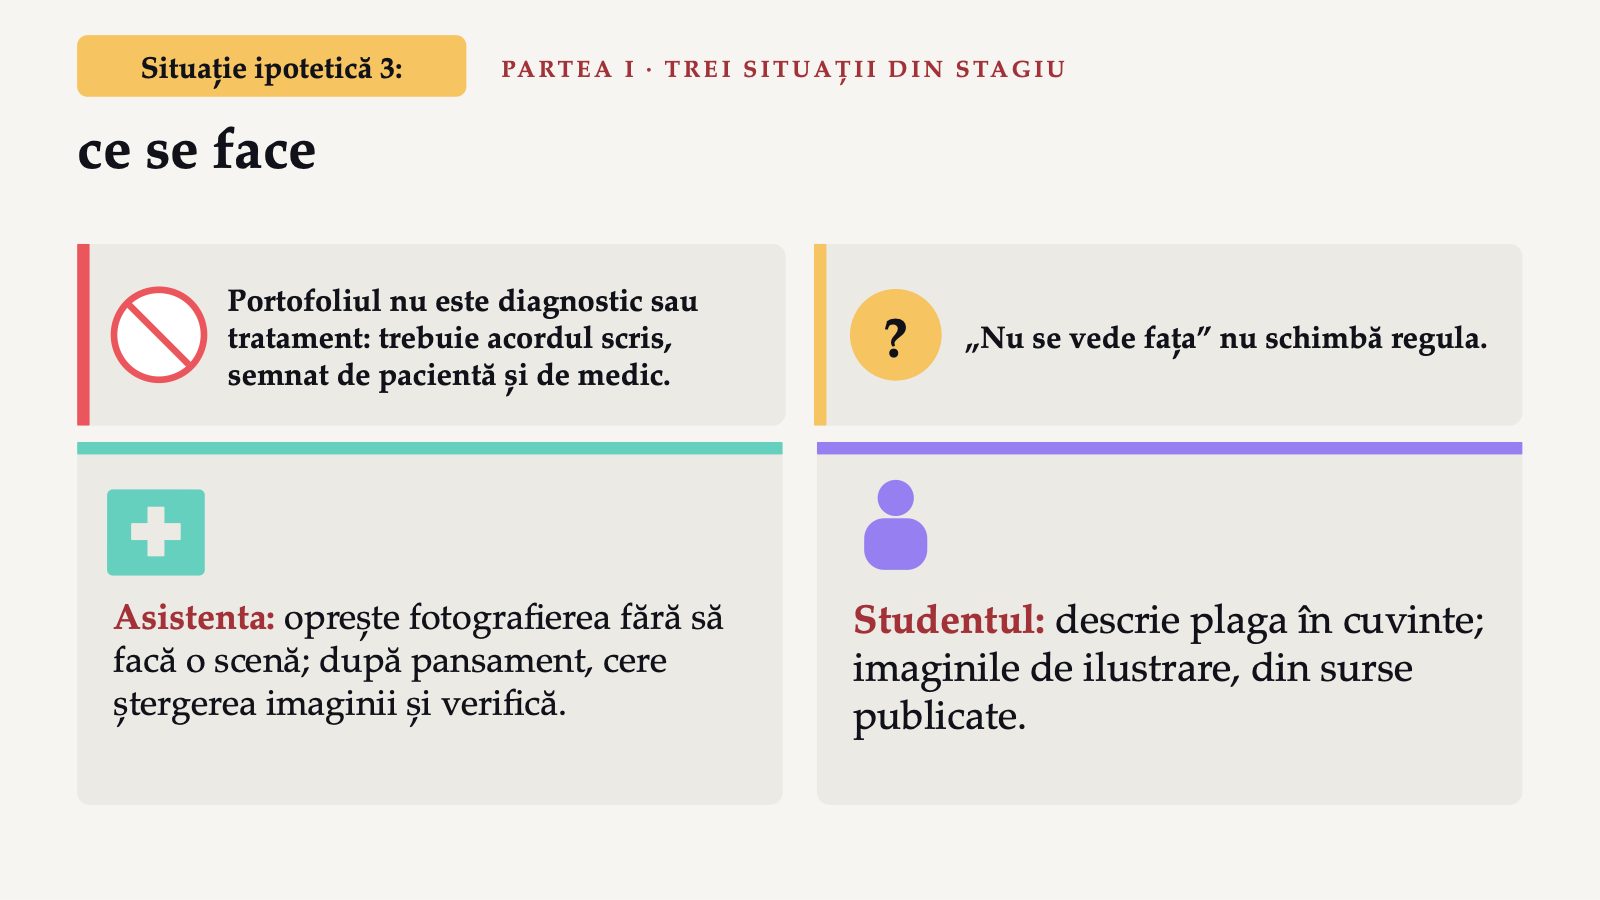 Situație ipotetică 3:
PARTEA I · TREI SITUAȚII DIN STAGIU
ce se face
Portofoliul nu este diagnostic sau
tratament: trebuie acordul scris,
semnat de pacientă și de medic.
?
„Nu se vede fața” nu schimbă regula.
Asistenta: oprește fotografierea fără să
facă o scenă; după pansament, cere
ștergerea imaginii și verifică.
Studentul: descrie plaga în cuvinte;
imaginile de ilustrare, din surse
publicate.